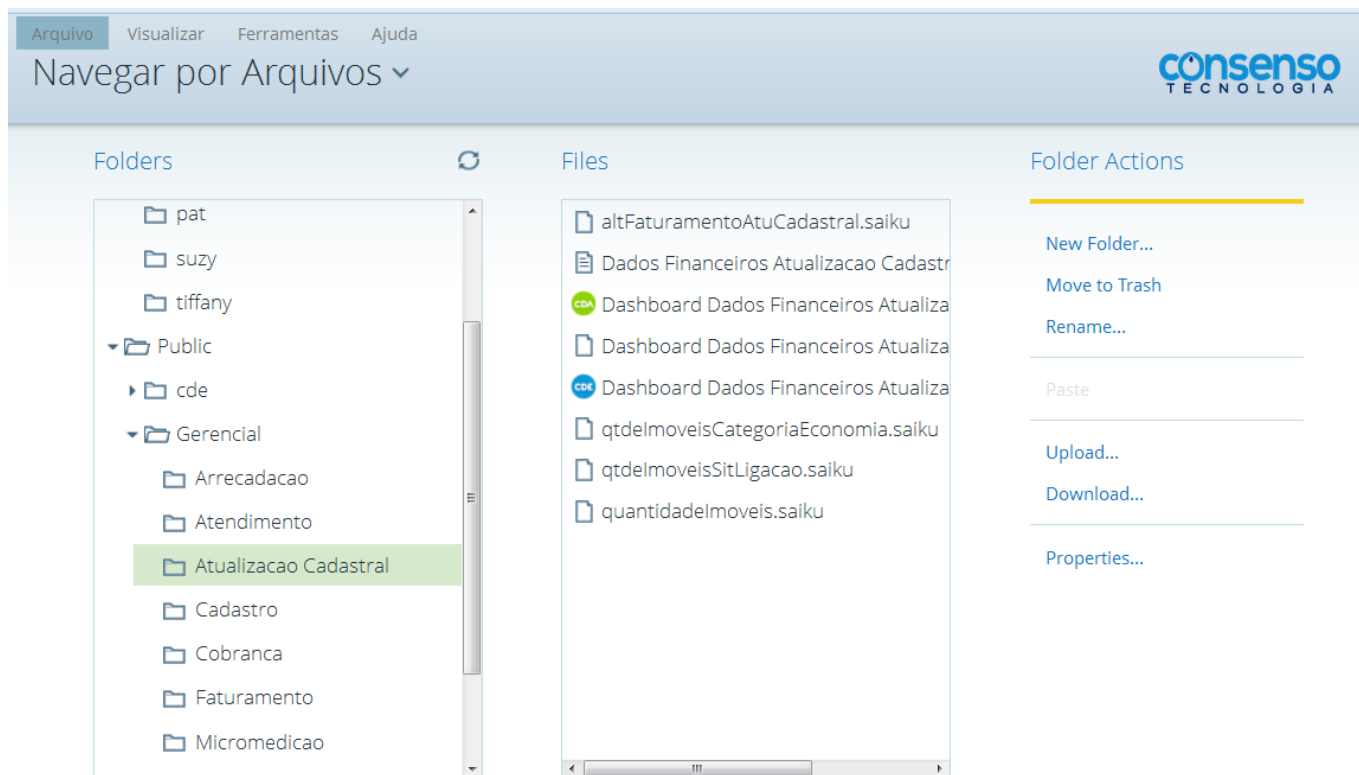 Arquivo Visualizar Ferramentas Ajuda
Navegar por Arquivos
consenso
TECNOLOGIA
Folders
pat
suzy
tiffany
Public
cde
Gerencial
Arrecadacao
Atendimento
Atualizacao Cadastral
Cadastro
Cobranca
Faturamento
Micromedicao
Files
altFaturamentoAtuCadastral.saiku
Dados Financeiros Atualizacao Cadastr
CDA Dashboard Dados Financeiros Atualiza
Dashboard Dados Financeiros Atualiza
CDE Dashboard Dados Financeiros Atualiza
qtdeImoveisCategoriaEconomia.saiku
qtdeImoveisSitLigacao.saiku
quantidadeImoveis.saiku
Folder Actions
New Folder...
Move to Trash
Rename...
Paste
Upload...
Download...
Properties...